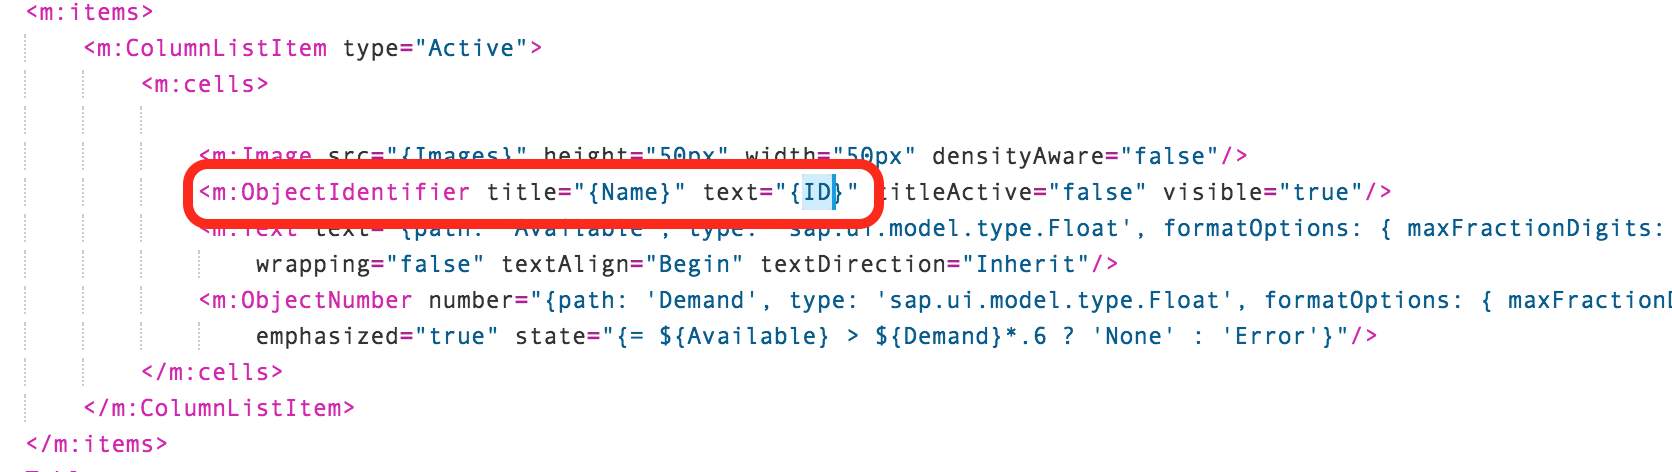 <m:items>
<m:ColumnListItem type="Active">
<m:cells>
<m:Image src="{Images}" height="50px" width="50px" densityAware="false"/>
<m:ObjectIdentifier title="{Name}" text="{ID}" titleActive="false" visible="true"/>
<m:Text text="{path: 'Available', type: 'sap.ui.model.type.Float', formatOptions: { maxFractionDigits:
wrapping="false" textAlign="Begin" textDirection="Inherit"/>
<m:ObjectNumber number="{path: 'Demand', type: 'sap.ui.model.type.Float', formatOptions: { maxFraction
emphasized="true" state="{= ${Available} > ${Demand}*.6 ? 'None' : 'Error'}"/>
</m:cells>
</m:ColumnListItem>
</m:items>